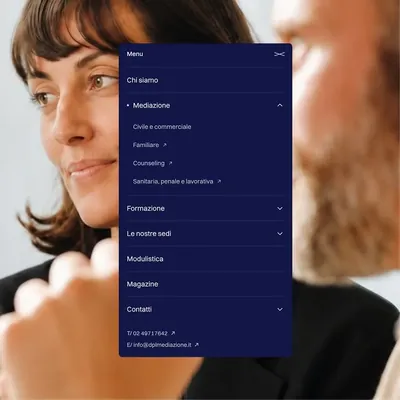 Menu
Chi siamo
• Mediazione
Civile e commerciale
Familiare ↗
Counseling ↗
Sanitaria, penale e lavorativa ↗
Formazione
Le nostre sedi
Modulistica
Magazine
Contatti
T/ 02 49717642 ↗
E/ info@dplmediazione.it ↗